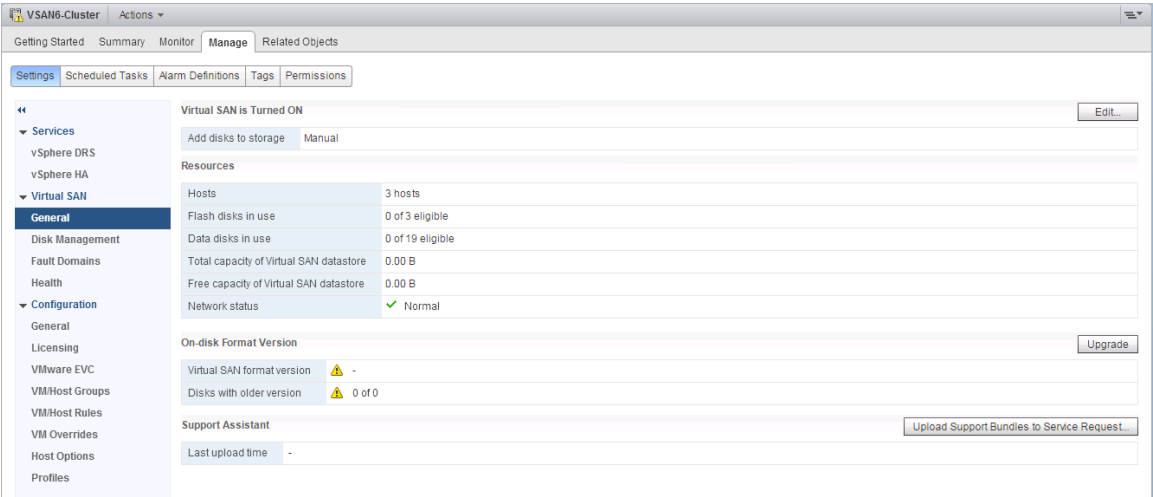 VSAN6-Cluster Actions
Getting Started Summary Monitor Manage Related Objects
Settings Scheduled Tasks Alarm Definitions Tags Permissions
Services
vSphere DRS
vSphere HA
Virtual SAN
General
Disk Management
Fault Domains
Health
Configuration
General
Licensing
VMware EVC
VM/Host Groups
VM/Host Rules
VM Overrides
Host Options
Profiles
Virtual SAN is Turned ON Edit...
Add disks to storage Manual
Resources
Hosts 3 hosts
Flash disks in use 0 of 3 eligible
Data disks in use 0 of 19 eligible
Total capacity of Virtual SAN datastore 0.00 B
Free capacity of Virtual SAN datastore 0.00 B
Network status Normal
On-disk Format Version Upgrade
Virtual SAN format version -
Disks with older version 0 of 0
Support Assistant Upload Support Bundles to Service Request...
Last upload time -